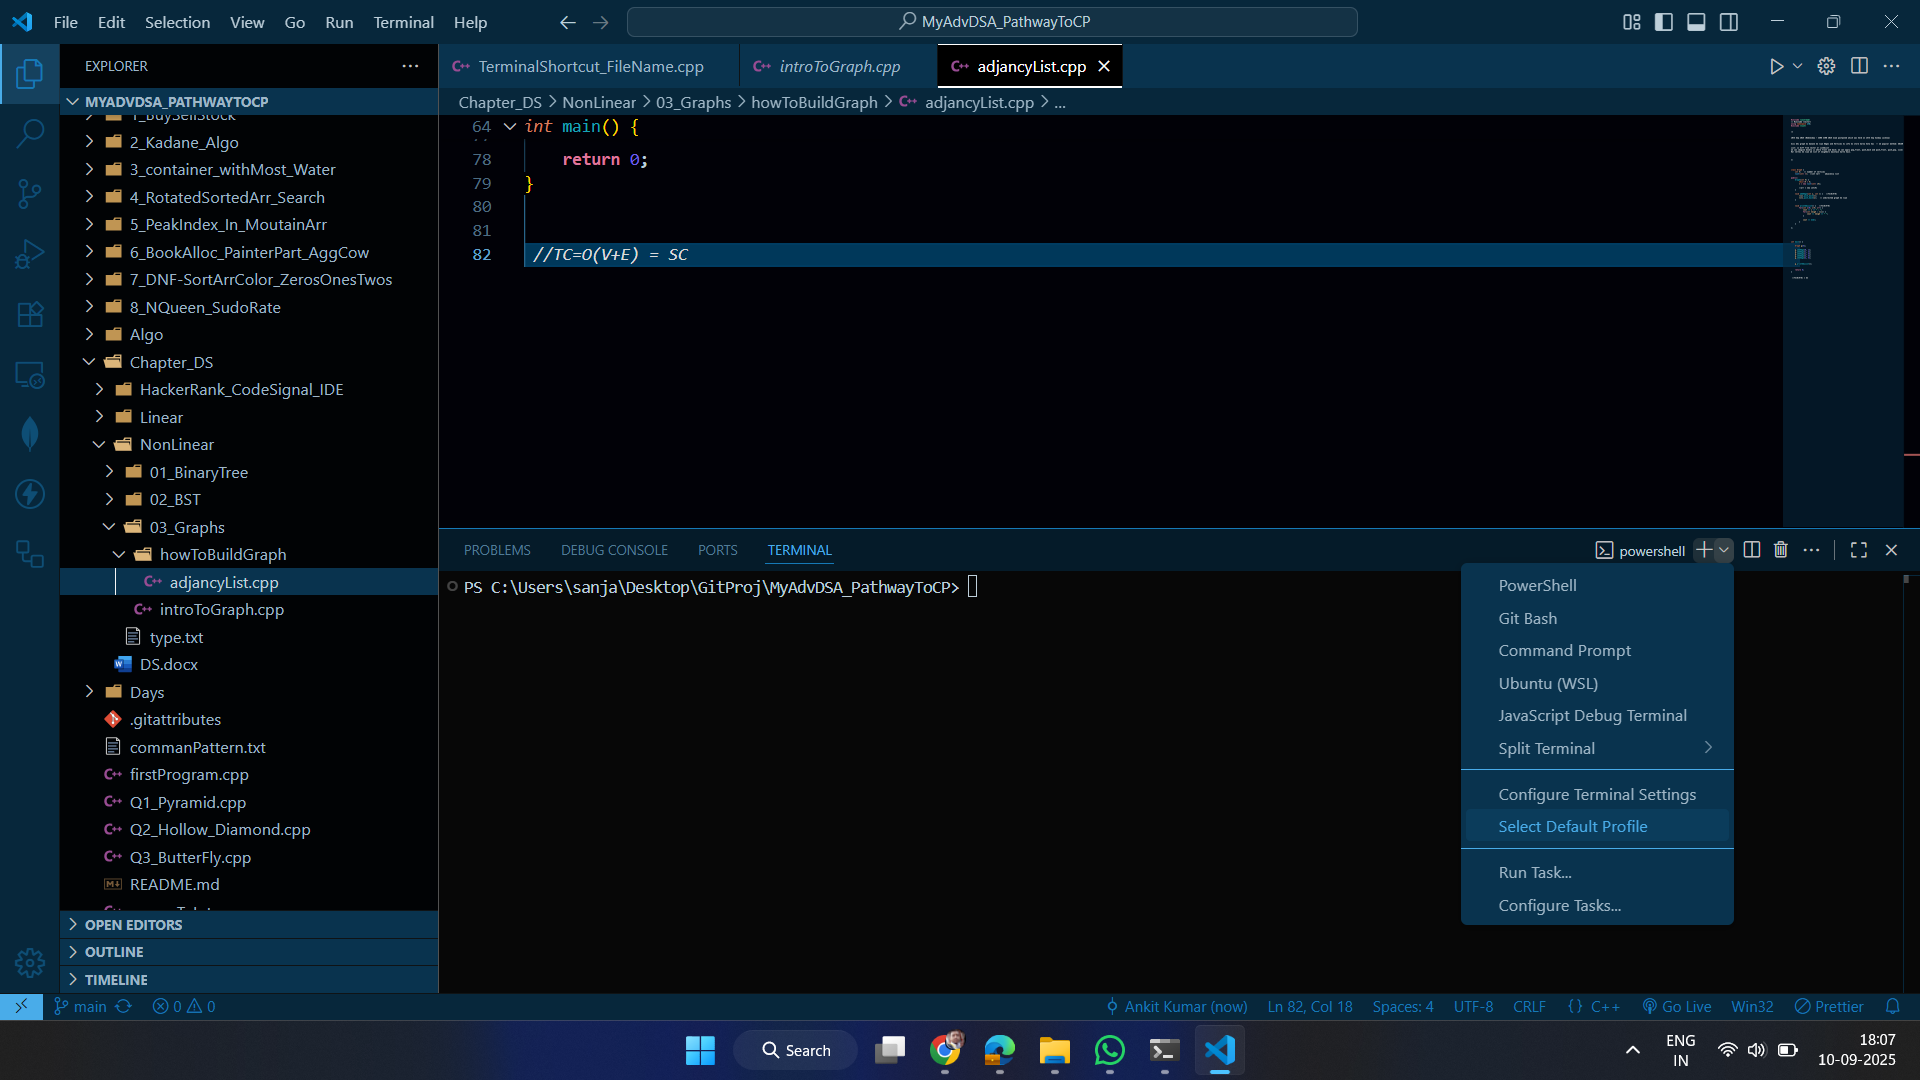 File Edit Selection View Go Run Terminal Help
MyAdvDSA_PathwayToCP
EXPLORER
MYADVDSA_PATHWAYTOCP
1_BuySellStock
2_Kadane_Algo
3_container_withMost_Water
4_RotatedSortedArr_Search
5_PeakIndex_In_MoutainArr
6_BookAlloc_PainterPart_AggCow
7_DNF-SortArrColor_ZerosOnesTwos
8_NQueen_SudoRate
Algo
Chapter_DS
HackerRank_CodeSignal_IDE
Linear
NonLinear
01_BinaryTree
02_BST
03_Graphs
howToBuildGraph
C++ adjancyList.cpp
C++ introToGraph.cpp
type.txt
DS.docx
Days
.gitattributes
commanPattern.txt
C++ firstProgram.cpp
C++ Q1_Pyramid.cpp
C++ Q2_Hollow_Diamond.cpp
C++ Q3_ButterFly.cpp
README.md
OPEN EDITORS
OUTLINE
TIMELINE
C++ TerminalShortcut_FileName.cpp
C++ introToGraph.cpp
C++ adjancyList.cpp
Chapter_DS > NonLinear > 03_Graphs > howToBuildGraph > C++ adjancyList.cpp > ...
64 int main() {
78 return 0;
79 }
80
81
82 //TC=O(V+E) = SC
PROBLEMS DEBUG CONSOLE PORTS TERMINAL
powershell
PS C:\Users\sanja\Desktop\GitProj\MyAdvDSA_PathwayToCP>
PowerShell
Git Bash
Command Prompt
Ubuntu (WSL)
JavaScript Debug Terminal
Split Terminal
Configure Terminal Settings
Select Default Profile
Run Task...
Configure Tasks...
main 0 0
Ankit Kumar (now) Ln 82, Col 18 Spaces: 4 UTF-8 CRLF {} C++ Go Live Win32 Prettier
Search
ENG
IN
18:07
10-09-2025